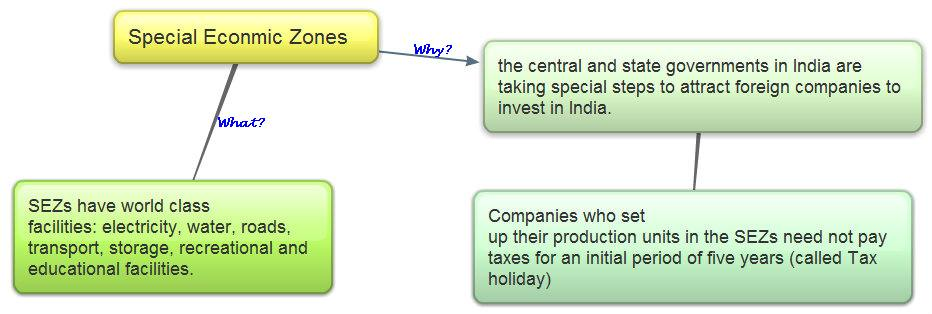 Special Econmic Zones
Why?
the central and state governments in India are
taking special steps to attract foreign companies to
invest in India.
What?
SEZs have world class
facilities: electricity, water, roads,
transport, storage, recreational and
educational facilities.
Companies who set
up their production units in the SEZs need not pay
taxes for an initial period of five years (called Tax
holiday)